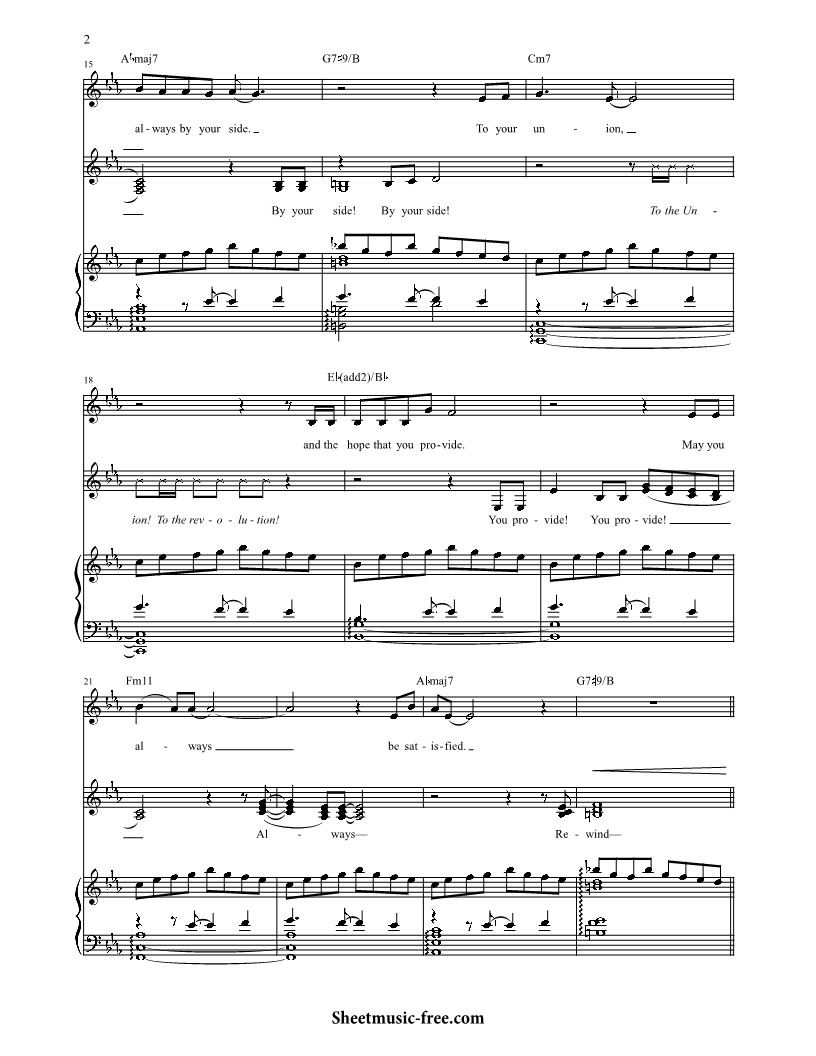 2
A♭maj7 G7♯9/B Cm7
15
al - ways by your side. _ To your un - ion, _
By your side! By your side! To the Un -
E♭(add2)/B♭
18
and the hope that you pro - vide. May you
ion! To the rev - o - lu - tion! You pro - vide! You pro - vide! _
Fm11 A♭maj7 G7♯9/B
21
al - ways _ be sat - is - fied. _
Al - ways— Re - wind—
Sheetmusic-free.com